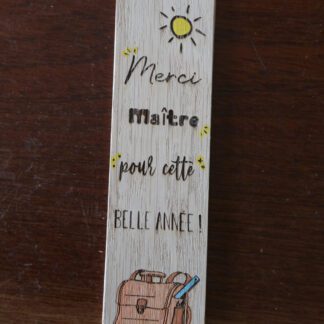 Merci
Maître
pour cette
BELLE ANNÉE !